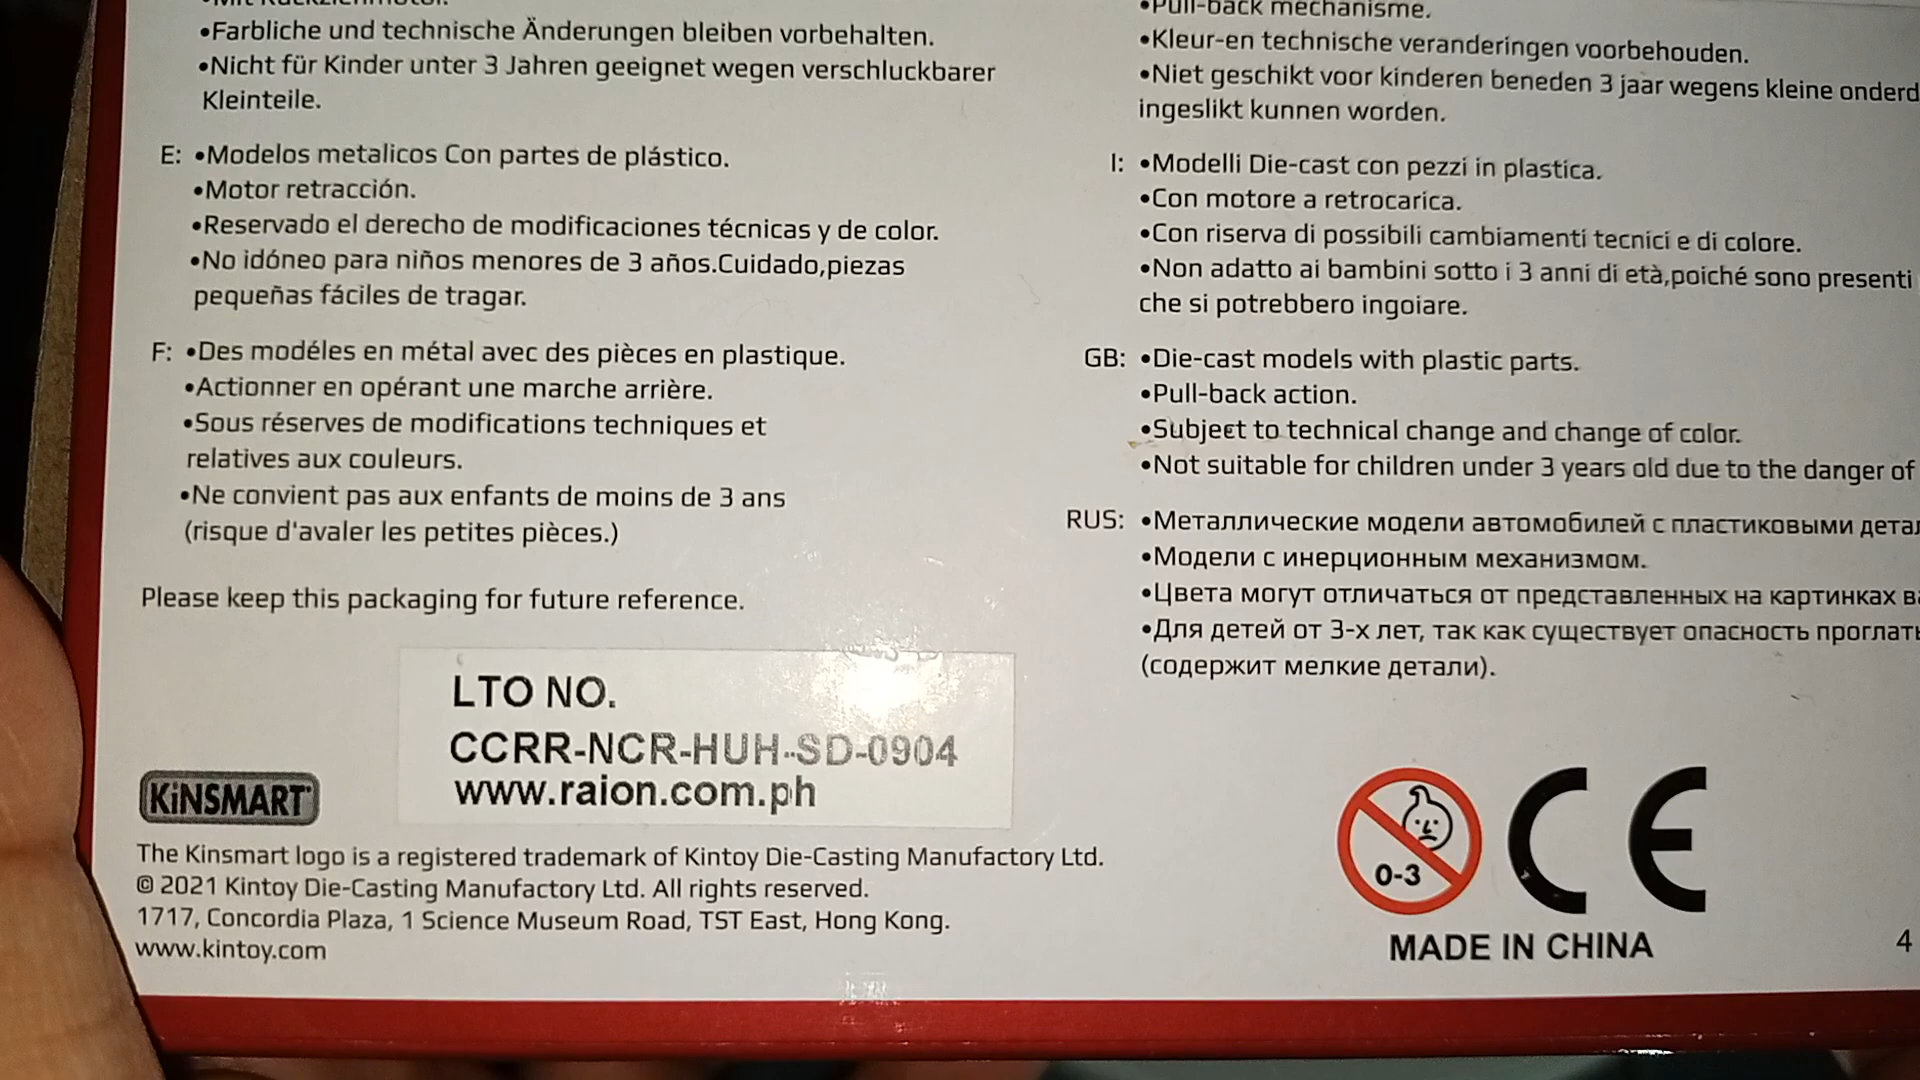 •Farbliche und technische Änderungen bleiben vorbehalten.
•Nicht für Kinder unter 3 Jahren geeignet wegen verschluckbarer
Kleinteile.
E: •Modelos metalicos Con partes de plástico.
•Motor retracción.
•Reservado el derecho de modificaciones técnicas y de color.
•No idóneo para niños menores de 3 años.Cuidado,piezas
pequeñas fáciles de tragar.
F: •Des modéles en métal avec des pièces en plastique.
•Actionner en opérant une marche arrière.
•Sous réserves de modifications techniques et
relatives aux couleurs.
•Ne convient pas aux enfants de moins de 3 ans
(risque d'avaler les petites pièces.)
Please keep this packaging for future reference.
LTO NO.
CCRR-NCR-HUH-SD-0904
www.raion.com.ph
KiNSMART
The Kinsmart logo is a registered trademark of Kintoy Die-Casting Manufactory Ltd.
© 2021 Kintoy Die-Casting Manufactory Ltd. All rights reserved.
1717, Concordia Plaza, 1 Science Museum Road, TST East, Hong Kong.
www.kintoy.com
•Pull-back mechanisme.
•Kleur-en technische veranderingen voorbehouden.
•Niet geschikt voor kinderen beneden 3 jaar wegens kleine
ingeslikt kunnen worden.
I: •Modelli Die-cast con pezzi in plastica.
•Con motore a retrocarica.
•Con riserva di possibili cambiamenti tecnici e di colore.
•Non adatto ai bambini sotto i 3 anni di età,poiché sono presenti
che si potrebbero ingoiare.
GB: •Die-cast models with plastic parts.
•Pull-back action.
•Subject to technical change and change of color.
•Not suitable for children under 3 years old due to the danger of
RUS: •Металлические модели автомобилей с пластиковыми
•Модели с инерционным механизмом.
•Цвета могут отличаться от представленных на картинках
•Для детей от 3-х лет, так как существует опасность
(содержит мелкие детали).
0-3
CE
MADE IN CHINA
4